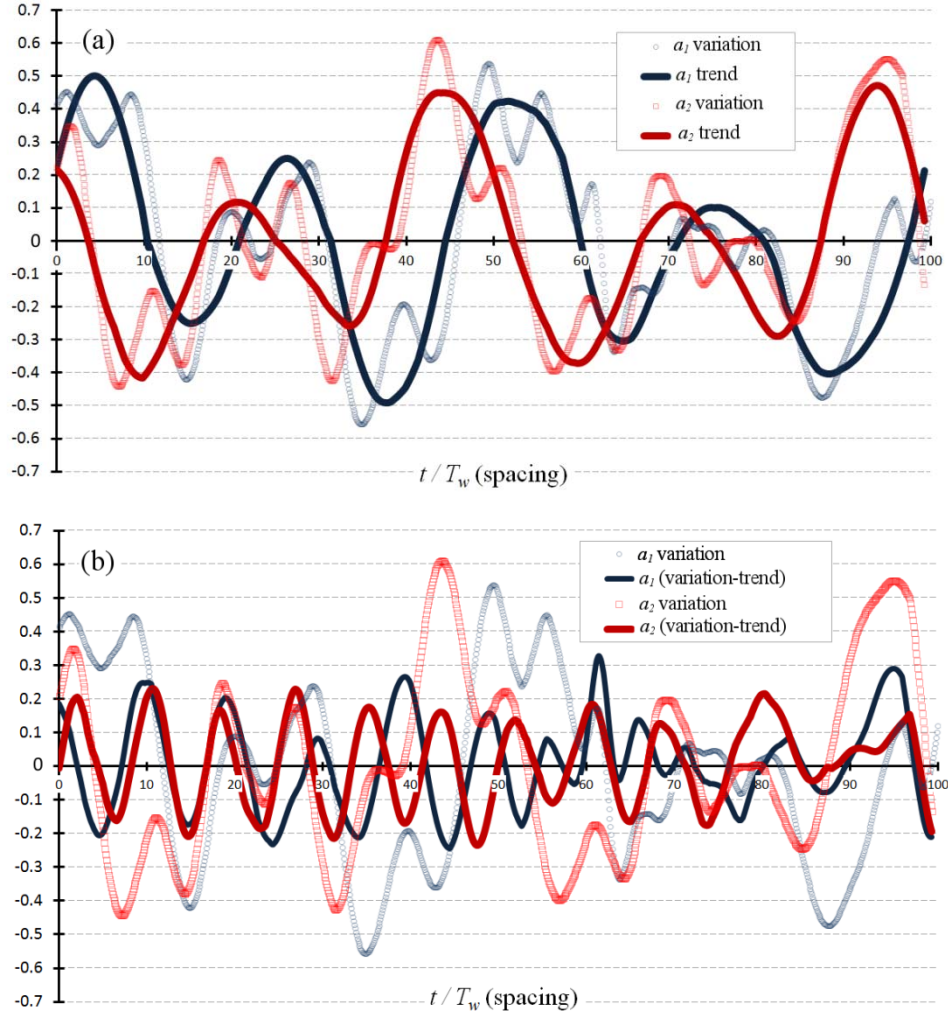 0.7
(a)
0.6
0.5
0.4
0.3
0.2
0.1
0
-0.1
-0.2
-0.3
-0.4
-0.5
-0.6
-0.7
a1 variation
a1 trend
a2 variation
a2 trend
0 10 20 30 40 50 60 70 80 90 100
t / Tw (spacing)
0.7
(b)
0.6
0.5
0.4
0.3
0.2
0.1
0
-0.1
-0.2
-0.3
-0.4
-0.5
-0.6
-0.7
a1 variation
a1 (variation-trend)
a2 variation
a2 (variation-trend)
0 10 20 30 40 50 60 70 80 90 100
t / Tw (spacing)